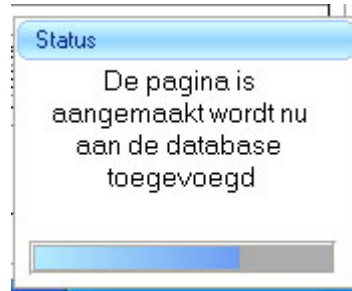 Status
De pagina is
aangemaakt wordt nu
aan de database
toegevoegd